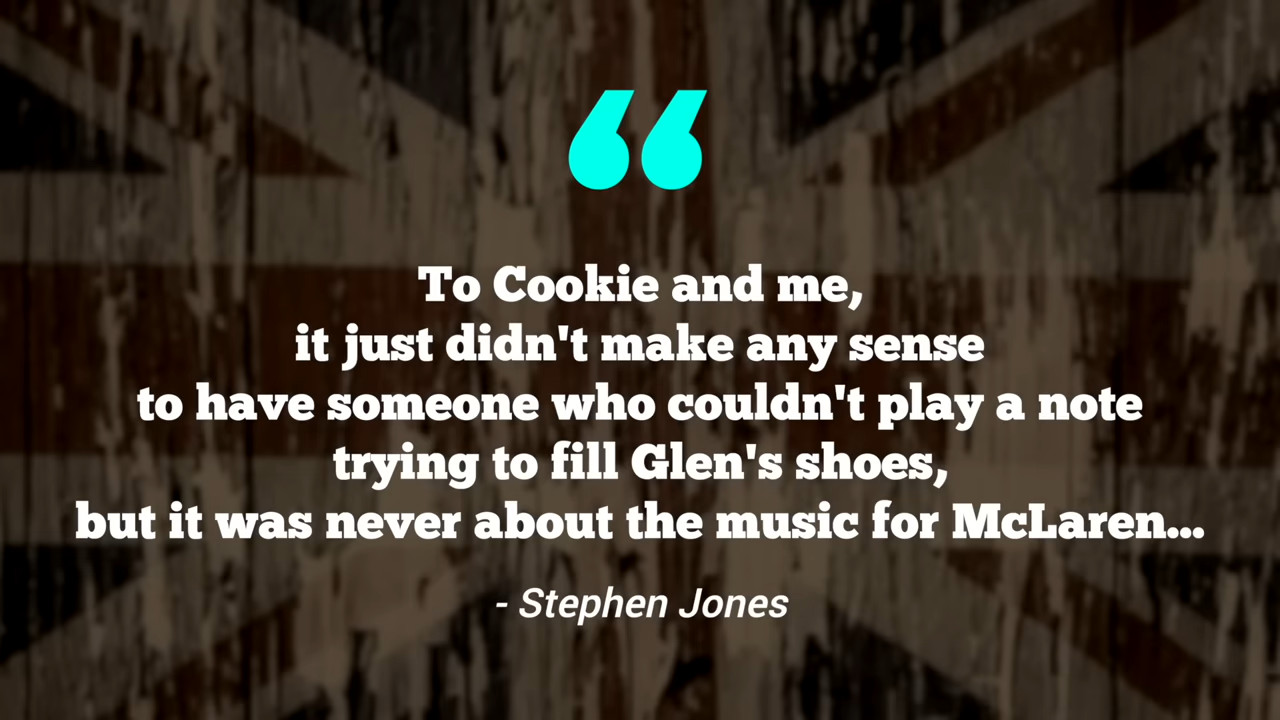 “
To Cookie and me,
it just didn't make any sense
to have someone who couldn't play a note
trying to fill Glen's shoes,
but it was never about the music for McLaren...
- Stephen Jones